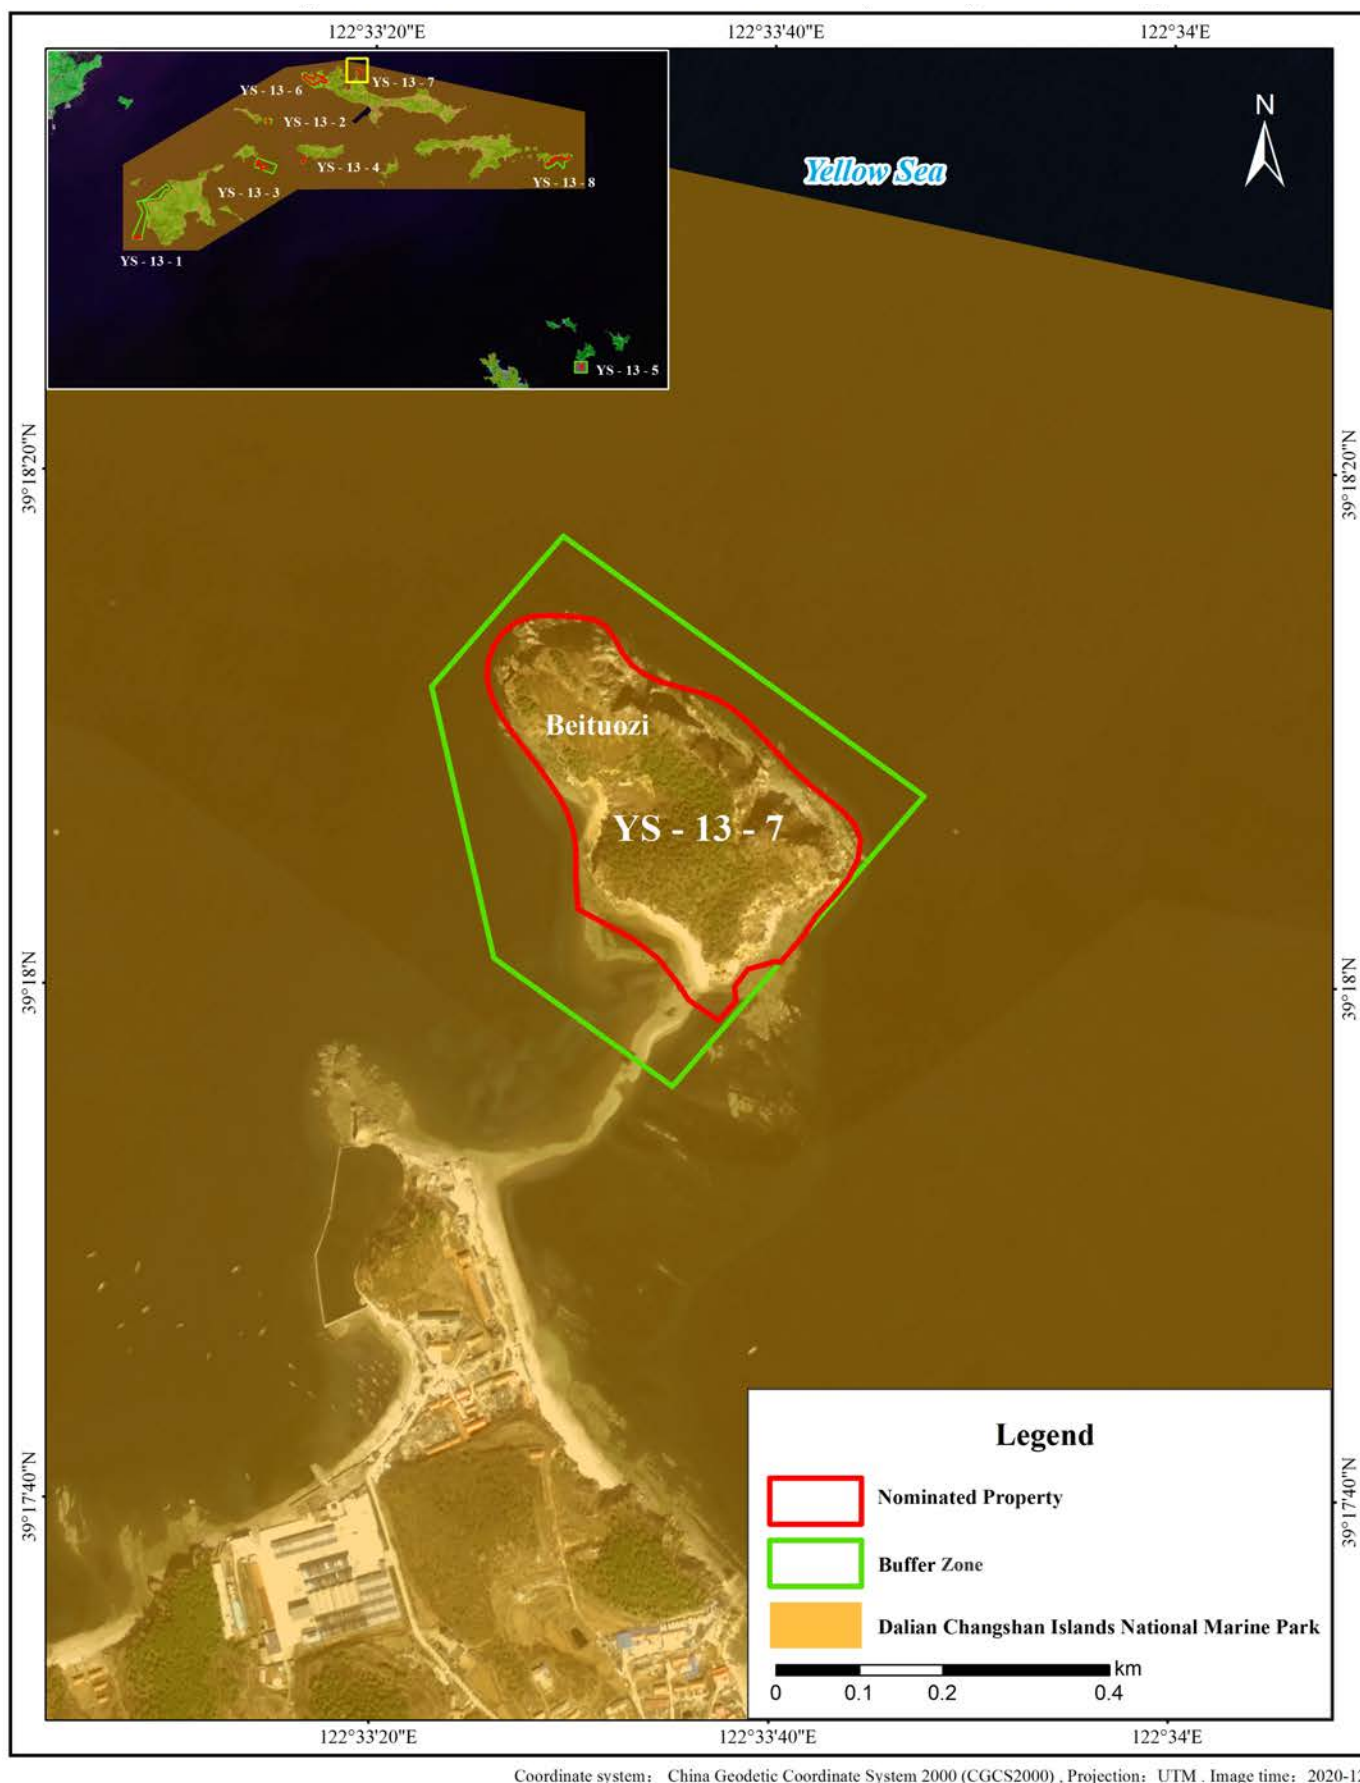 122°33'20"E
122°33'40"E
122°34'E
YS - 13 - 6
YS - 13 - 7
YS - 13 - 2
YS - 13 - 4
YS - 13 - 3
YS - 13 - 8
YS - 13 - 1
YS - 13 - 5
N
Yellow Sea
39°18'20"N
39°18'20"N
Beituozi
YS - 13 - 7
39°18'N
39°18'N
39°17'40"N
39°17'40"N
Legend
Nominated Property
Buffer Zone
Dalian Changshan Islands National Marine Park
km
0
0.1
0.2
0.4
122°33'20"E
122°33'40"E
122°34'E
Coordinate system: China Geodetic Coordinate System 2000 (CGCS2000) , Projection: UTM , Image time: